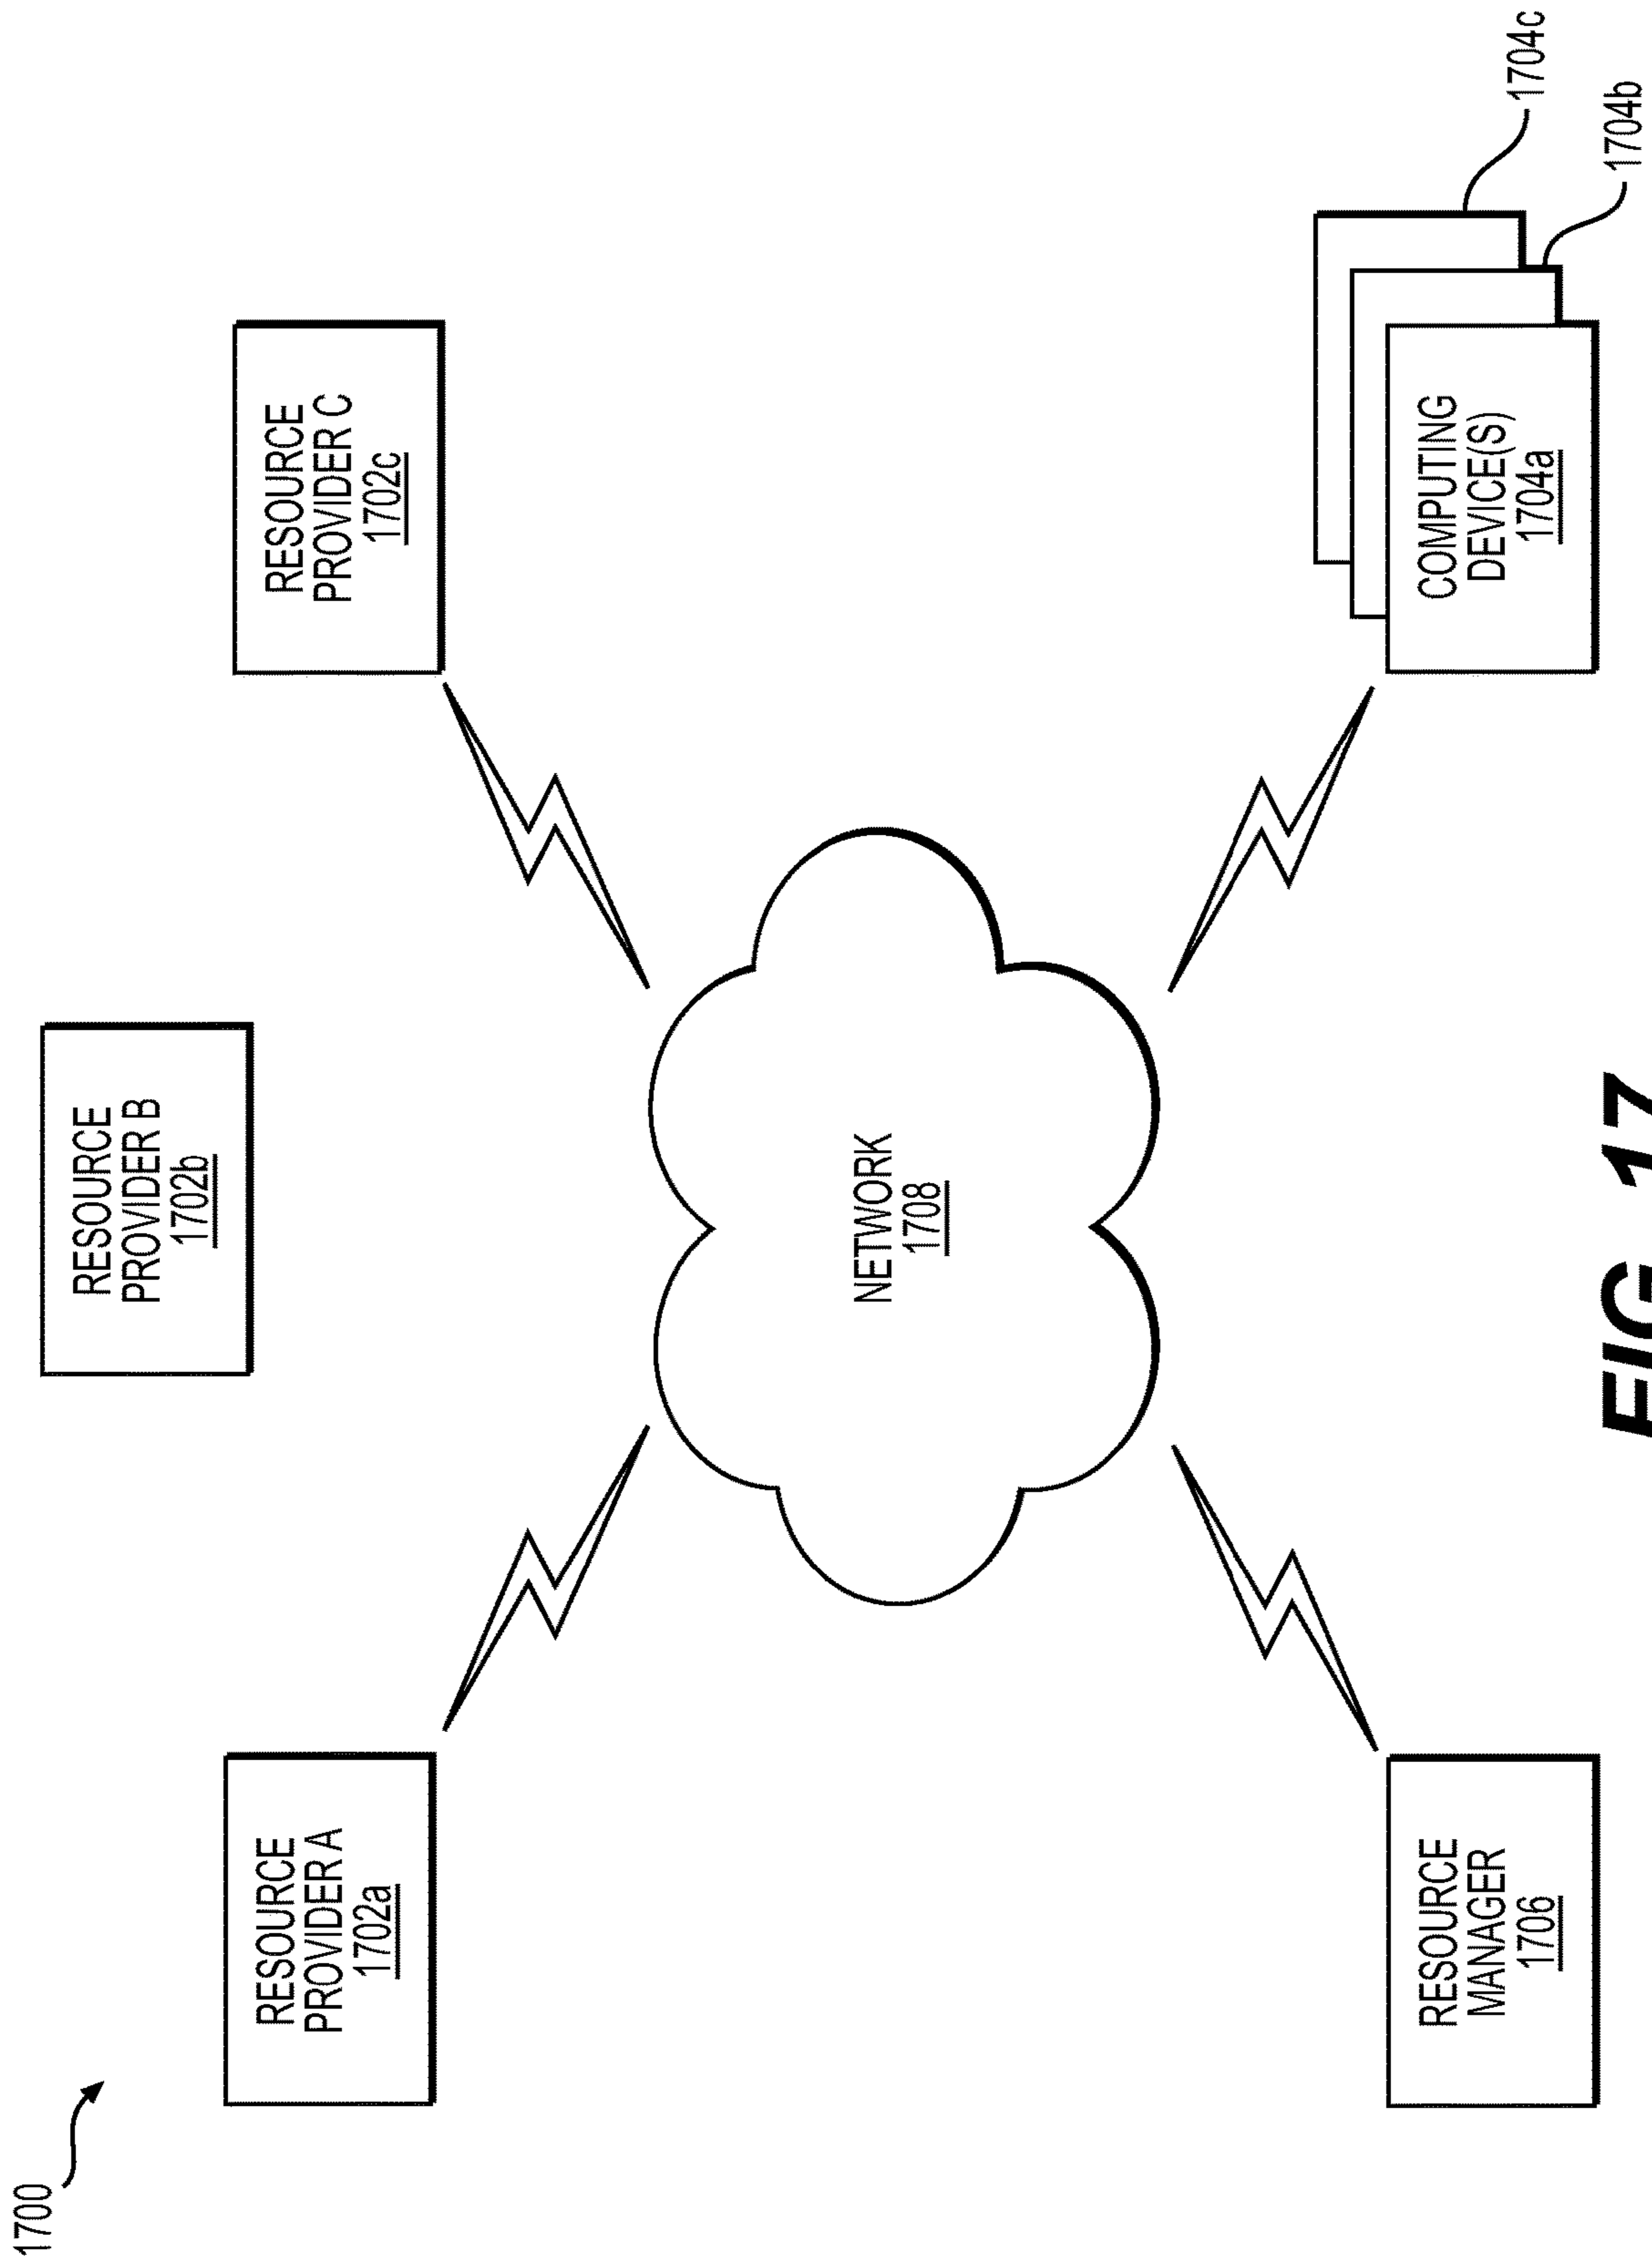 1700
RESOURCE
PROVIDER B
1702b
RESOURCE
PROVIDER A
1702a
RESOURCE
PROVIDER C
1702c
NETWORK
1708
RESOURCE
MANAGER
1706
COMPUTING
DEVICE(S)
1704a
1704c
1704b
FIG. 17